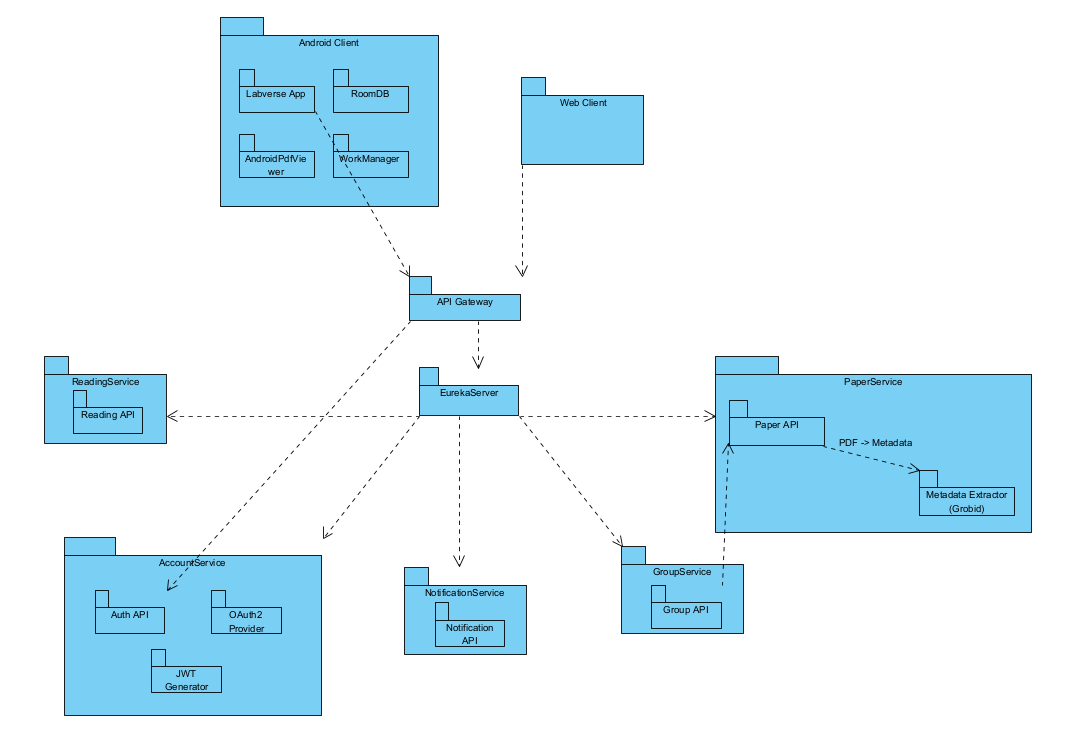 Android Client
Labverse App
RoomDB
AndroidPdfVie
wer
WorkManager
Web Client
API Gateway
ReadingService
Reading API
EurekaServer
PaperService
Paper API
PDF -> Metadata
Metadata Extractor
(Grobid)
AccountService
Auth API
OAuth2
Provider
JWT
Generator
NotificationService
Notification
API
GroupService
Group API